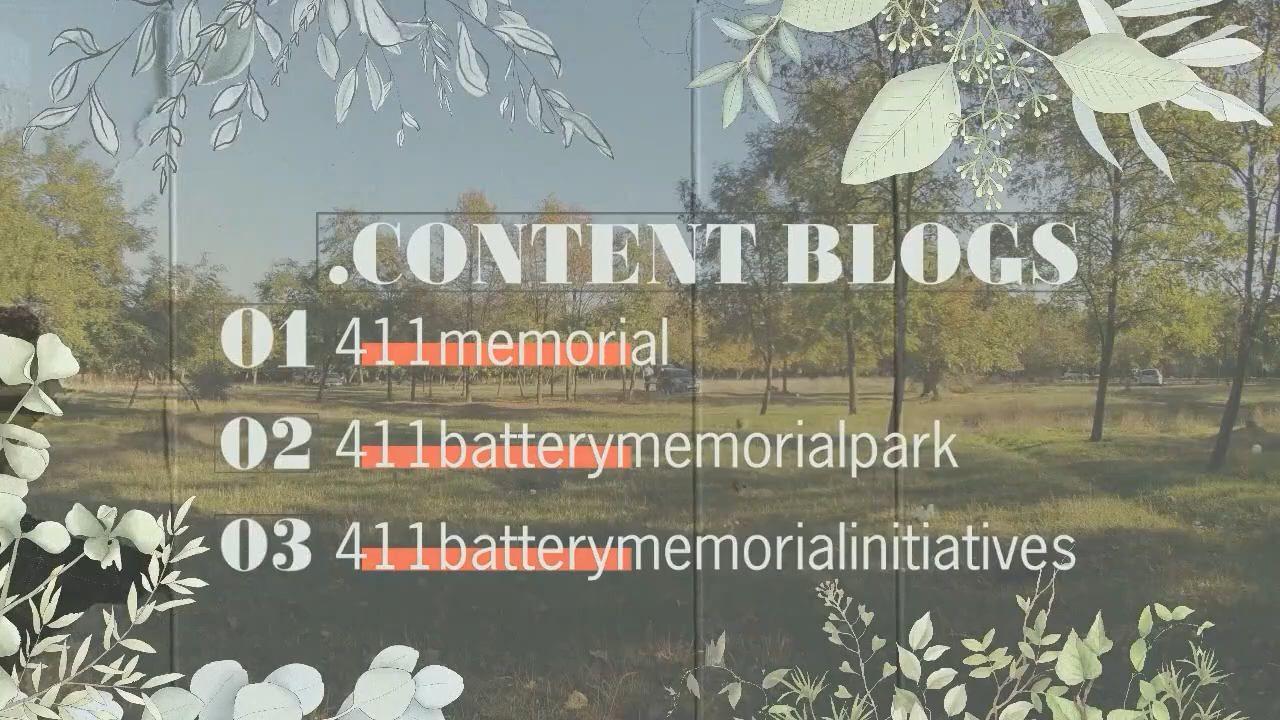 .CONTENT BLOGS
01 411memorial
02 411batterymemorialpark
03 411batterymemorialinitiatives